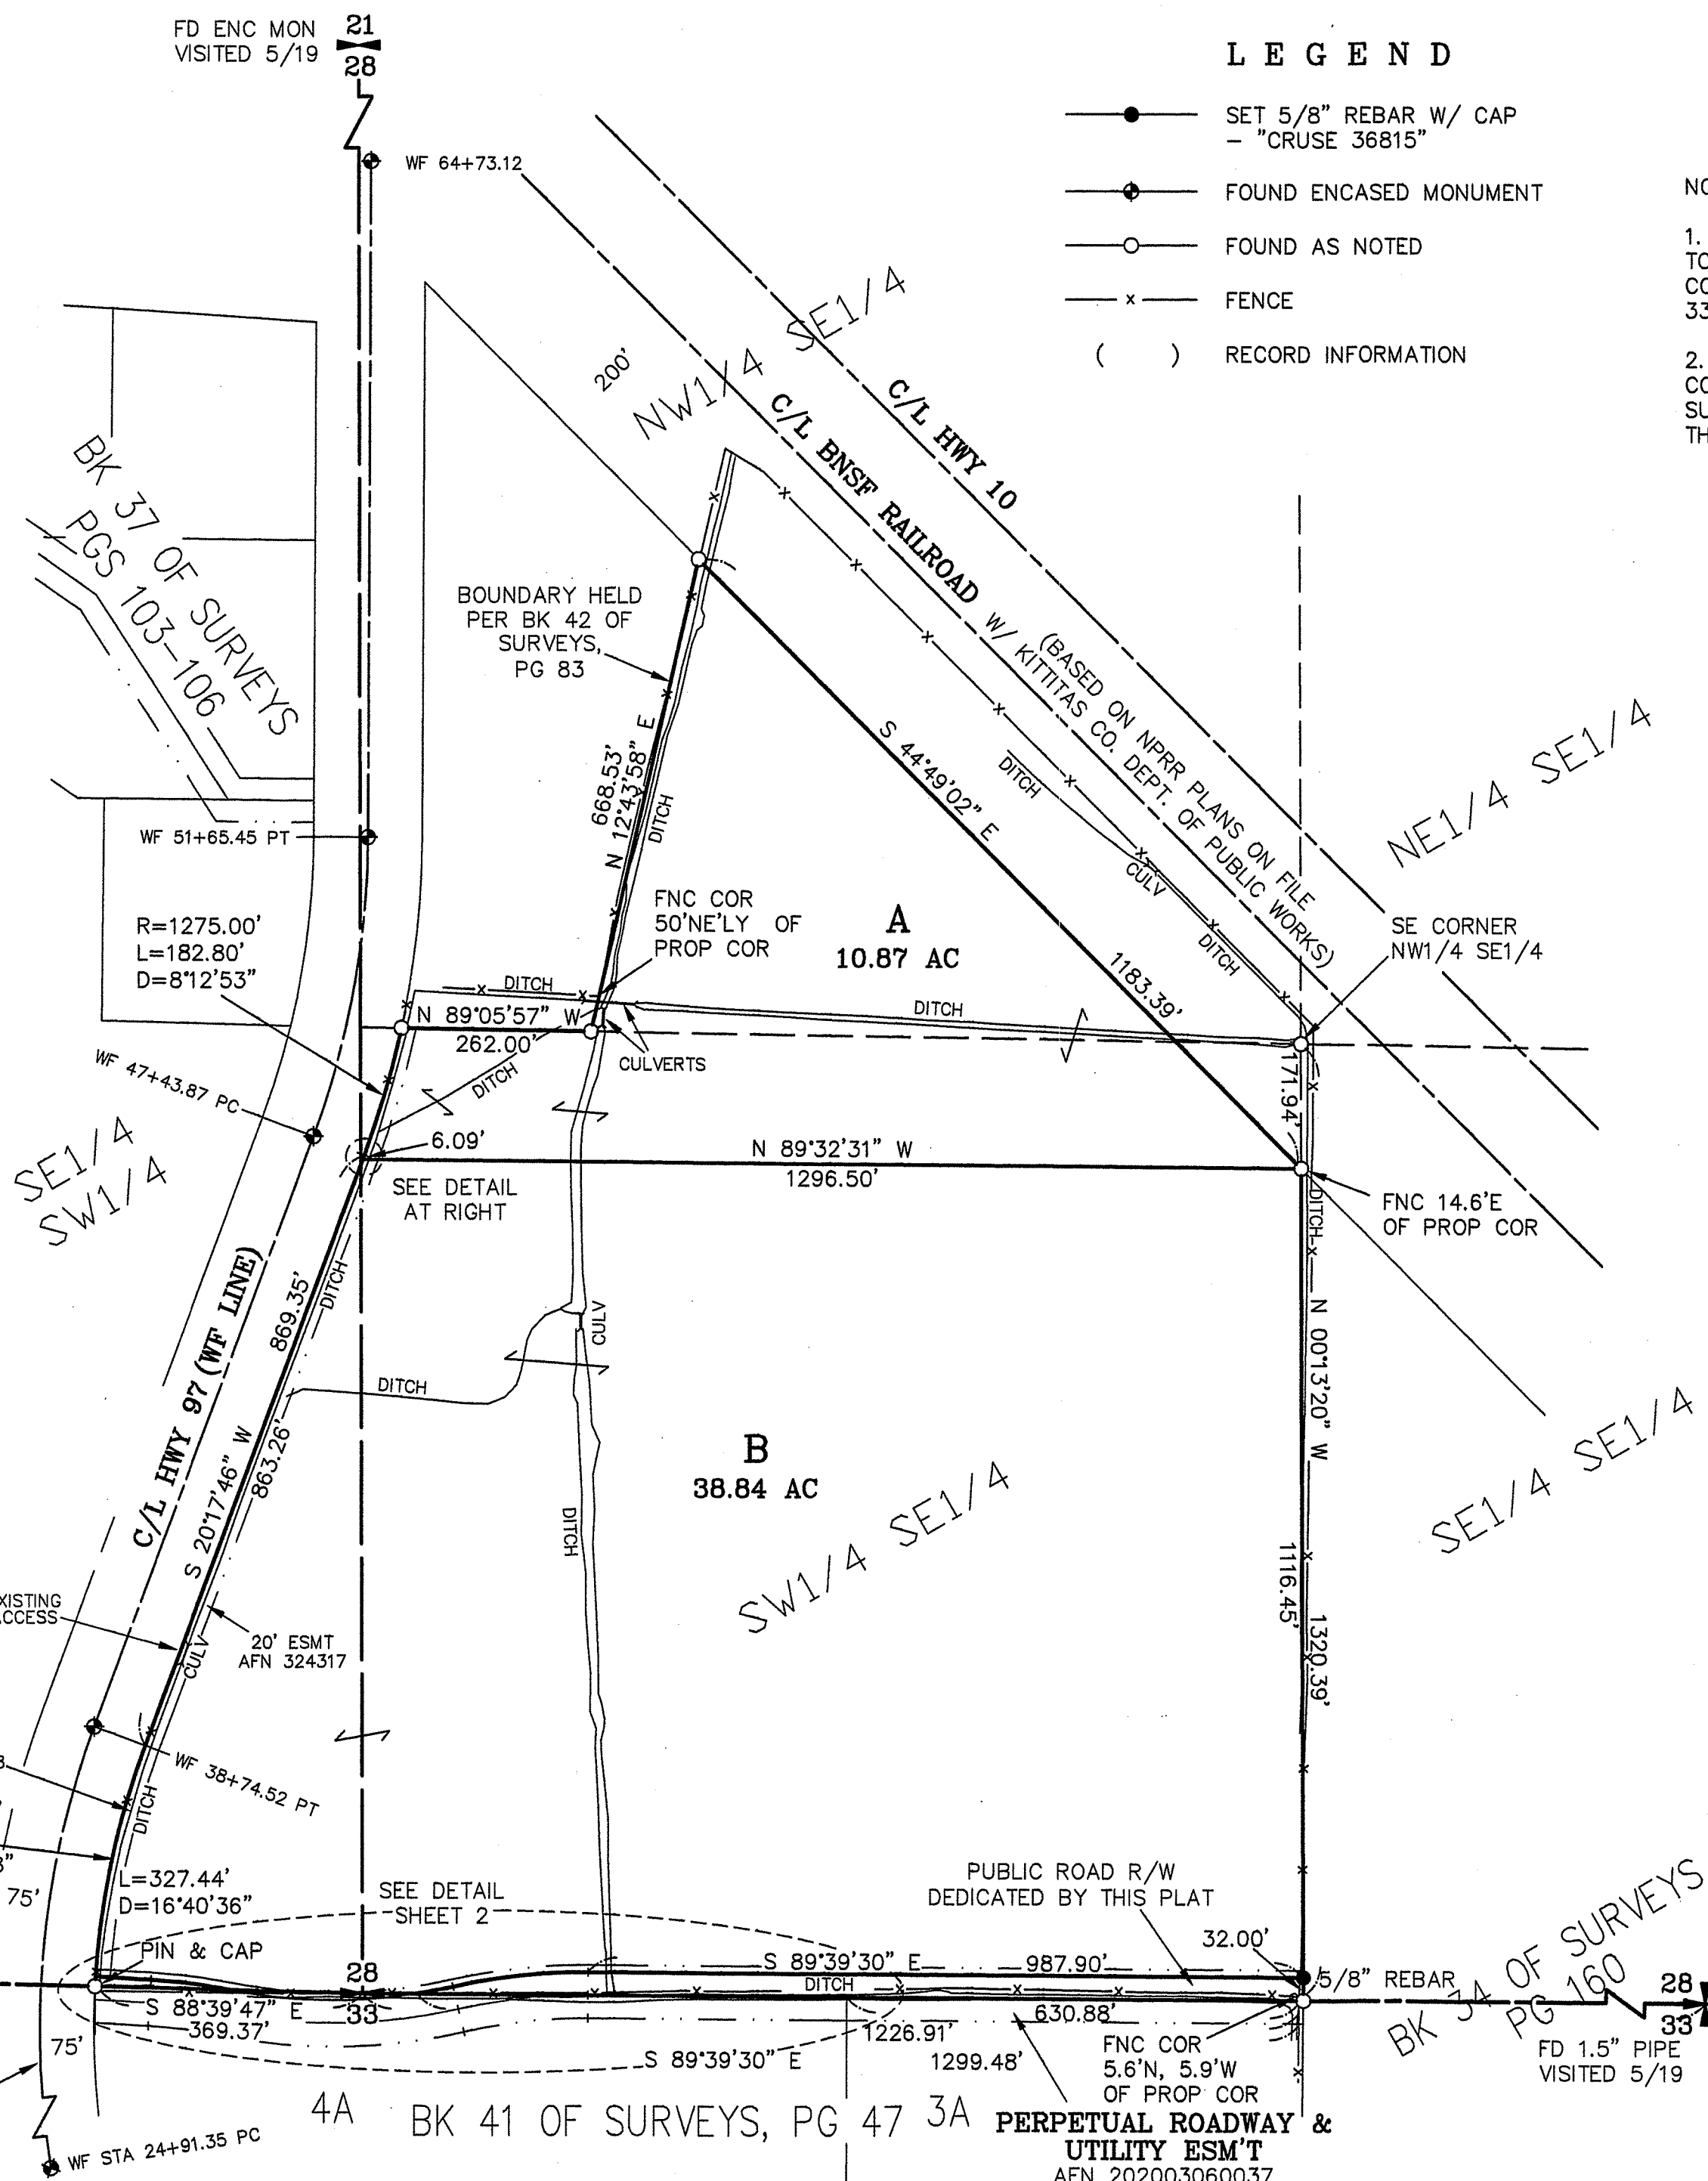 FD ENC MON
VISITED 5/19
21
28
WF 64+73.12
L E G E N D
SET 5/8" REBAR W/ CAP
– "CRUSE 36815"
FOUND ENCASED MONUMENT
FOUND AS NOTED
x
FENCE
( )
RECORD INFORMATION
1.
33
2.
TH
200'
NW1/4 SE1/4
C/L HWY 10
C/L BNSF RAILROAD W/
(BASED ON NPRR PLANS ON FILE
KITTITAS CO. DEPT. OF PUBLIC WORKS)
BK 37 OF SURVEYS
PGS 103–106
BOUNDARY HELD
PER BK 42 OF
SURVEYS,
PG 83
668.53'
N 12°43'58" E
DITCH
S 44°49'02" E
1183.39'
DITCH
CULV
DITCH
NE1/4 SE1/4
WF 51+65.45 PT
R=1275.00'
L=182.80'
D=8°12'53"
FNC COR
50'NE'LY OF
PROP COR
A
10.87 AC
SE CORNER
NW1/4 SE1/4
DITCH
N 89°05'57" W
262.00'
DITCH
DITCH
CULVERTS
171.94'
WF 47+43.87 PC
6.09'
N 89°32'31" W
1296.50'
SEE DETAIL
AT RIGHT
FNC 14.6'E
OF PROP COR
SE1/4
SW1/4
C/L HWY 97 (WF LINE)
869.35'
S 20°17'46" W
863.26'
DITCH
DITCH
CULV
DITCH
DITCH
N 00°13'20" W
B
38.84 AC
SW1/4 SE1/4
SE1/4 SE1/4
1116.45'
1320.39'
XISTING
ACCESS
CULV
20' ESMT
AFN 324317
WF 38+74.52 PT
DITCH
75'
L=327.44'
D=16°40'36"
SEE DETAIL
SHEET 2
PUBLIC ROAD R/W
DEDICATED BY THIS PLAT
32.00'
PIN & CAP
S 89°39'30" E
987.90'
DITCH
5/8" REBAR
28
33
S 88°39'47" E
369.37'
1226.91'
630.88'
S 89°39'30" E
1299.48'
75'
FNC COR
5.6'N, 5.9'W
OF PROP COR
BK 34 OF SURVEYS
PG 160
28
33
FD 1.5" PIPE
VISITED 5/19
4A
BK 41 OF SURVEYS, PG 47
3A
PERPETUAL ROADWAY &
UTILITY ESM'T
AFN 202003060037
WF STA 24+91.35 PC